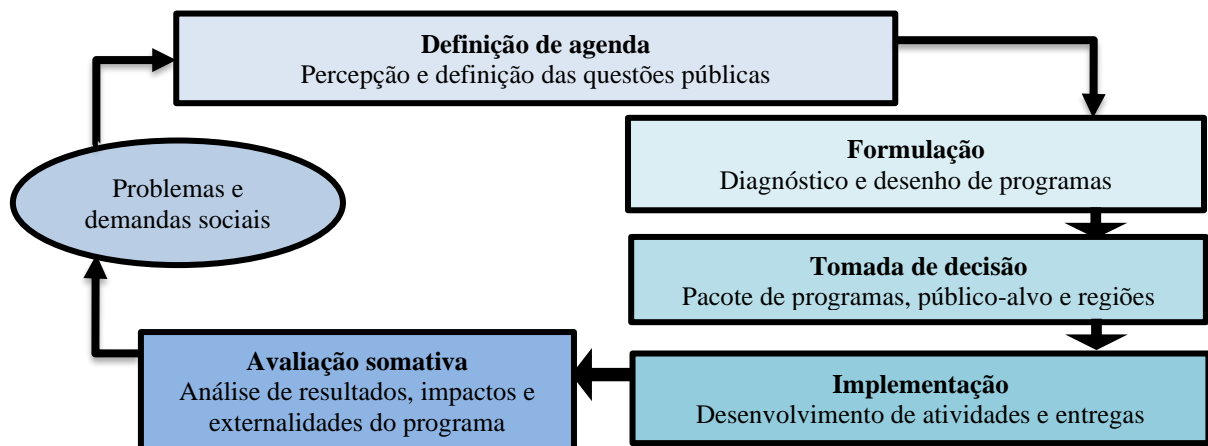 Definição de agenda
Percepção e definição das questões públicas
Formulação
Diagnóstico e desenho de programas
Problemas e
demandas sociais
Tomada de decisão
Pacote de programas, público-alvo e regiões
Avaliação somativa
Análise de resultados, impactos e
externalidades do programa
Implementação
Desenvolvimento de atividades e entregas